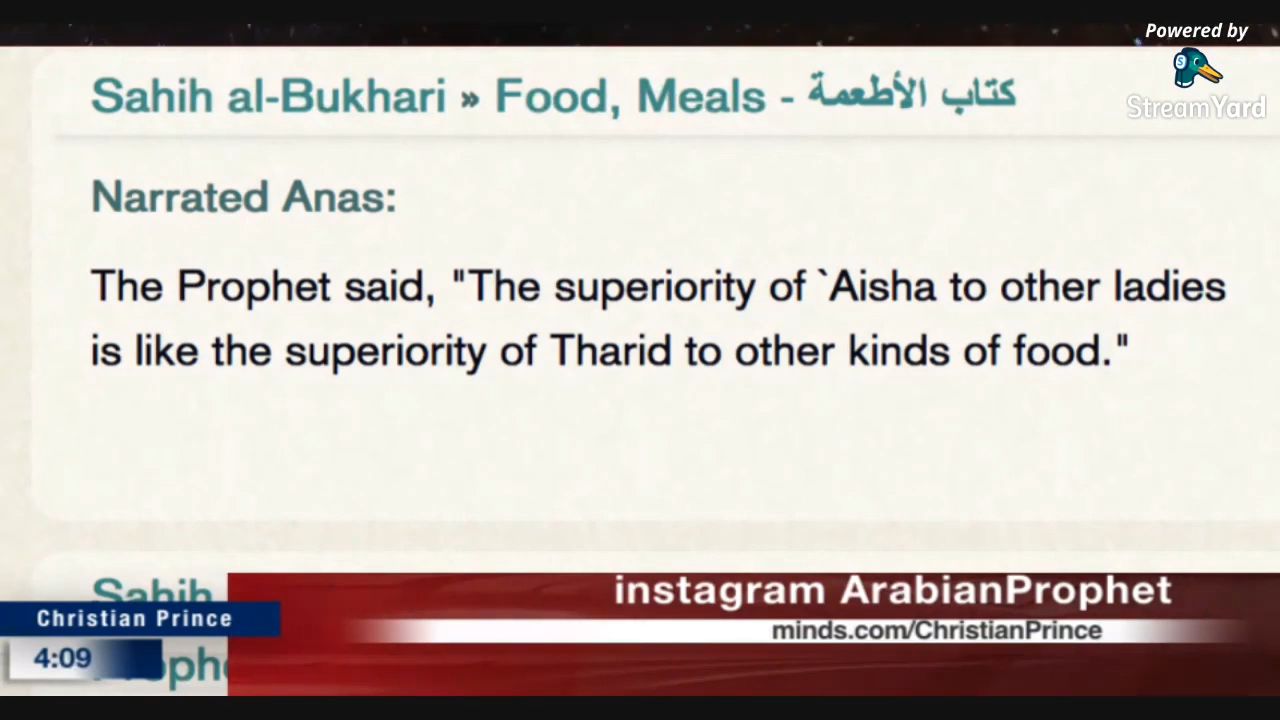 Powered by
StreamYard
Sahih al-Bukhari » Food, Meals - كتاب الأطعمة
Narrated Anas:
The Prophet said, "The superiority of `Aisha to other ladies
is like the superiority of Tharid to other kinds of food."
Sahih
instagram ArabianProphet
Christian Prince
minds.com/ChristianPrince
4:09